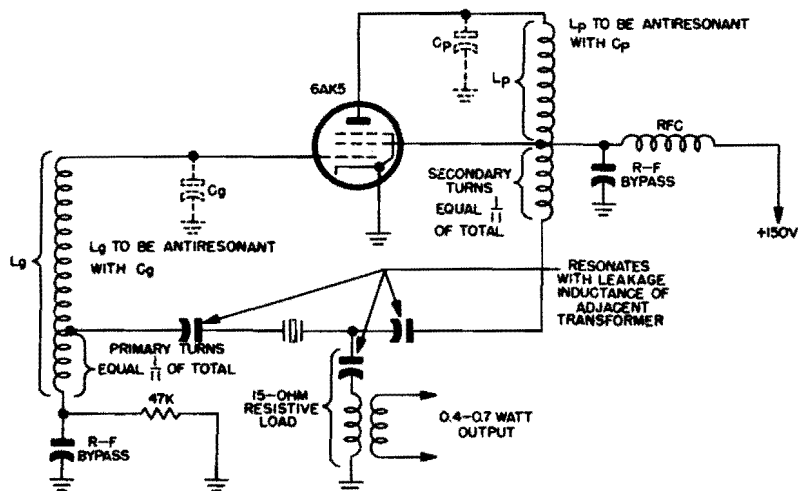 Lp TO BE ANTIRESONANT
WITH Cp
Cp
Lp
6AK5
RFC
R-F
BYPASS
+150V
SECONDARY
TURNS
EQUAL 1/11
OF TOTAL
Cg
Lg
Lg TO BE ANTIRESONANT
WITH Cg
RESONATES
WITH LEAKAGE
INDUCTANCE OF
ADJACENT
TRANSFORMER
PRIMARY TURNS
EQUAL 1/11 OF TOTAL
47K
R-F
BYPASS
15-OHM
RESISTIVE
LOAD
0.4-0.7 WATT
OUTPUT